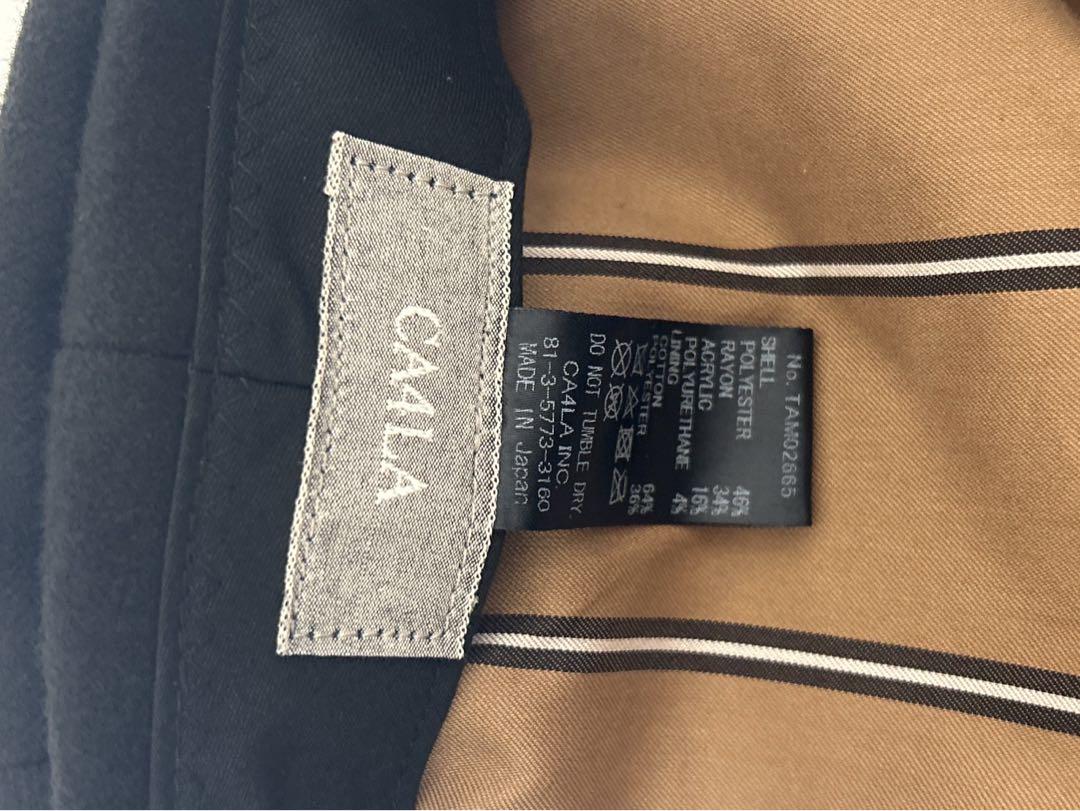 CA4LA
No. TAM02665
SHELL
POLYESTER 46%
RAYON 34%
ACRYLIC 16%
POLYURETHANE 4%
LINING
COTTON 64%
POLYESTER 36%
DO NOT TUMBLE DRY.
CA4LA INC.
81-3-5773-3160
MADE IN Japan